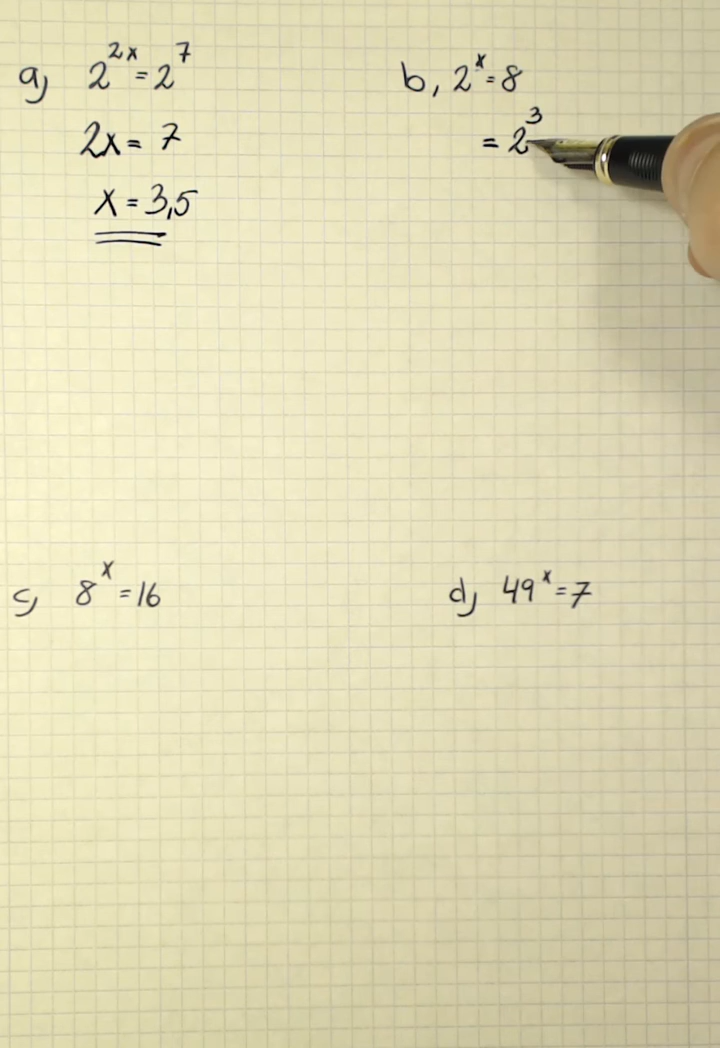 a) 2^{2x} = 2^7
2x = 7
x = 3,5
b, 2^x = 8
= 2^3
c) 8^x = 16
d) 49^x = 7